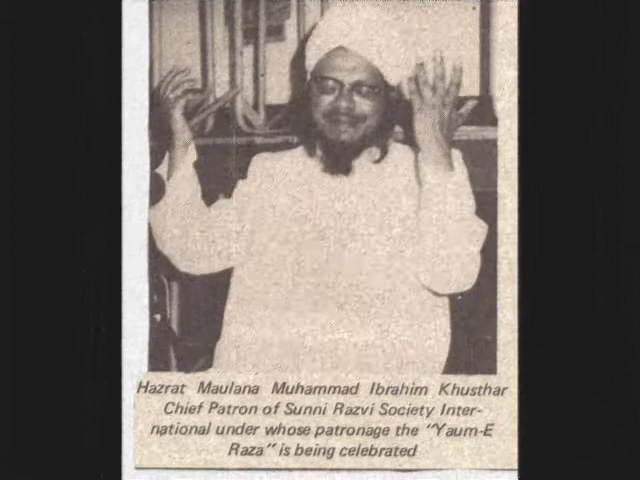 Hazrat Maulana Muhammad Ibrahim Khusthar
Chief Patron of Sunni Razvi Society Inter-
national under whose patronage the "Yaum-E
Raza" is being celebrated